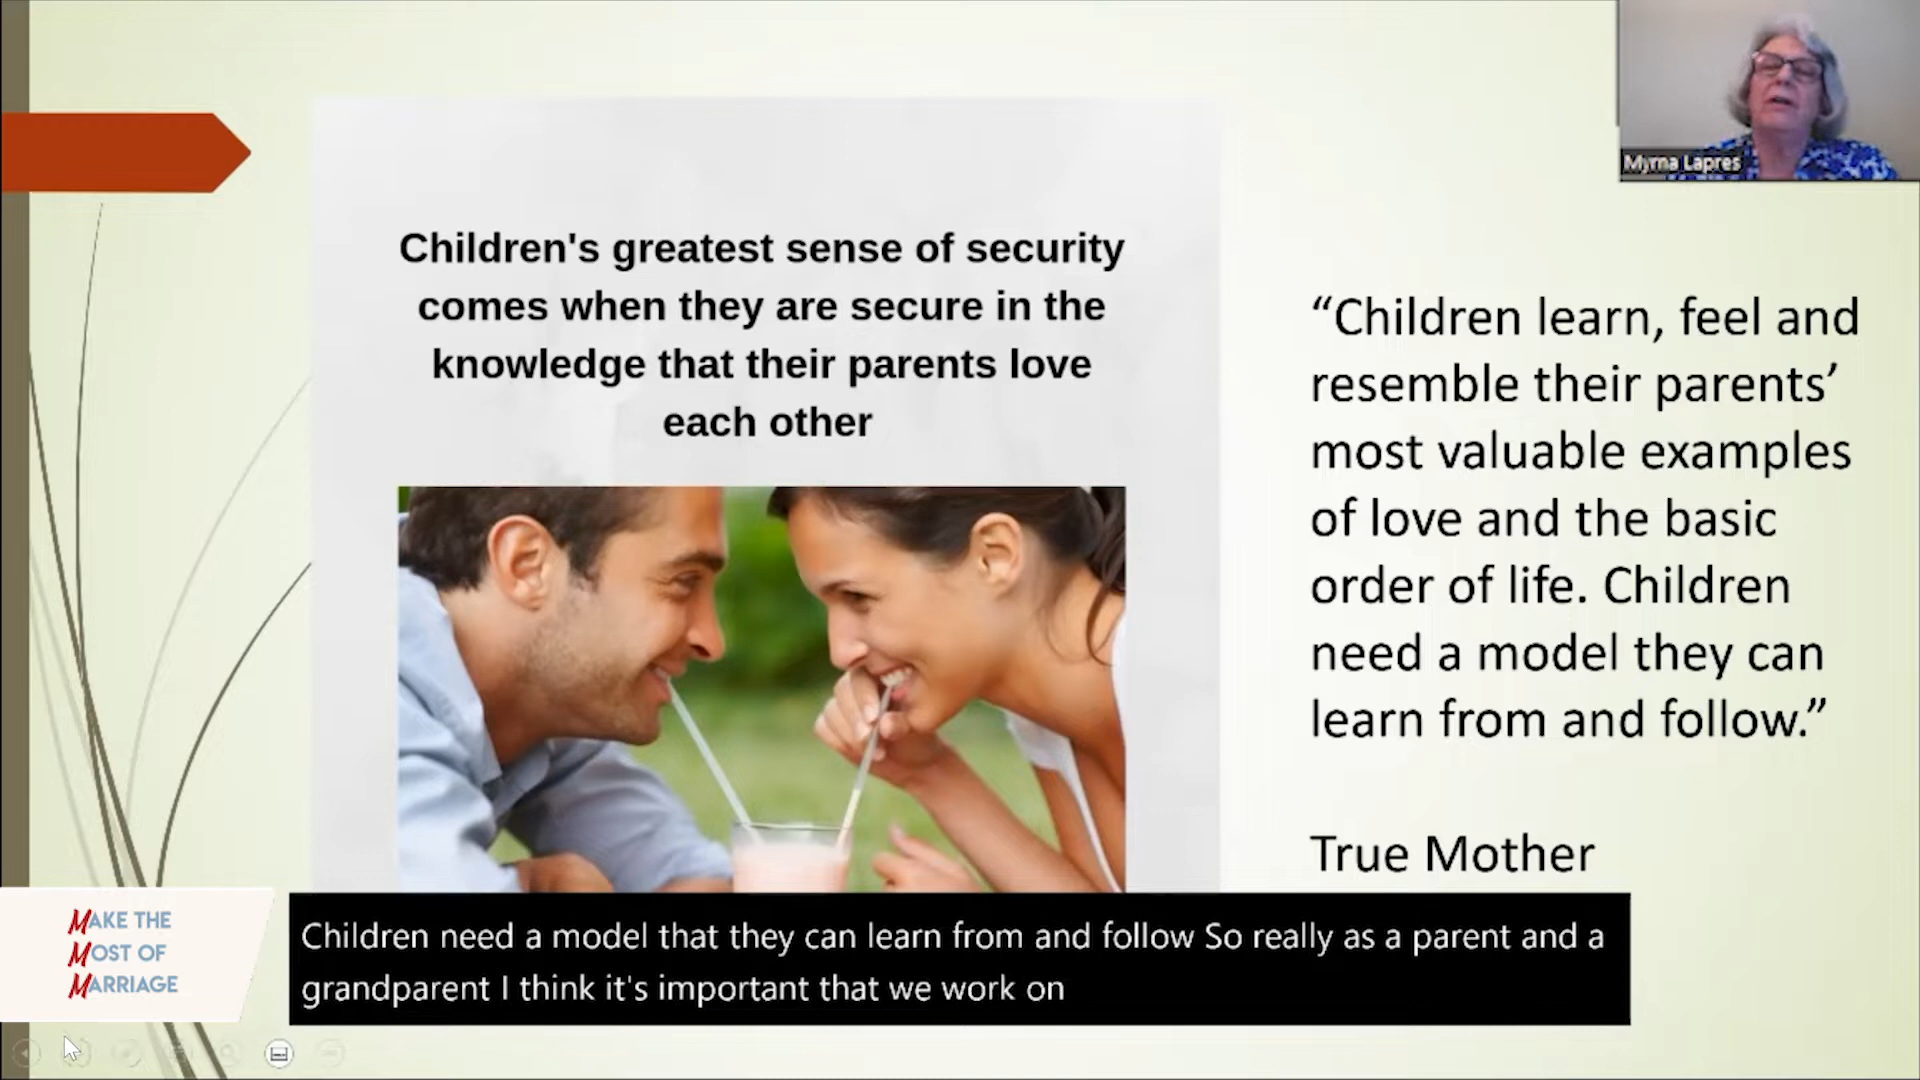 Myrna Lapres
Children's greatest sense of security
comes when they are secure in the
knowledge that their parents love
each other
“Children learn, feel and
resemble their parents’
most valuable examples
of love and the basic
order of life. Children
need a model they can
learn from and follow.”
True Mother
MAKE THE
MOST OF
MARRIAGE
Children need a model that they can learn from and follow So really as a parent and a
grandparent I think it's important that we work on